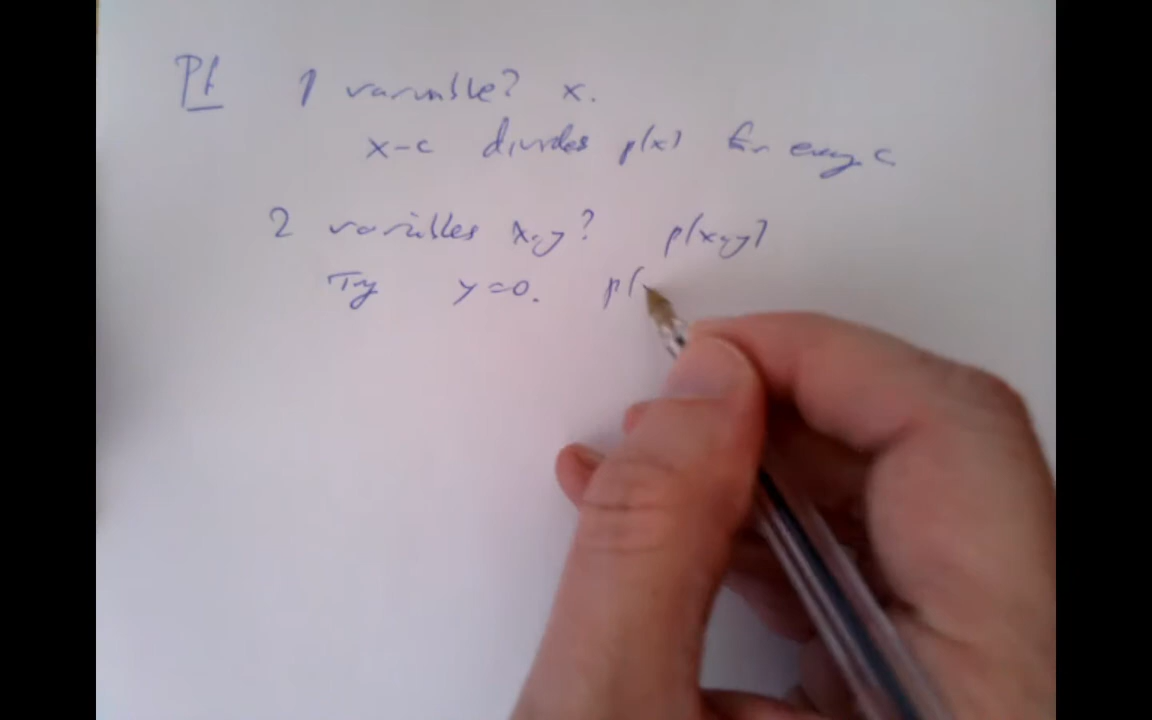 Pf 1 variable? x.
x-c divides p(x) for every c
2 variables x,y? p(x,y)
Try y=0. p(